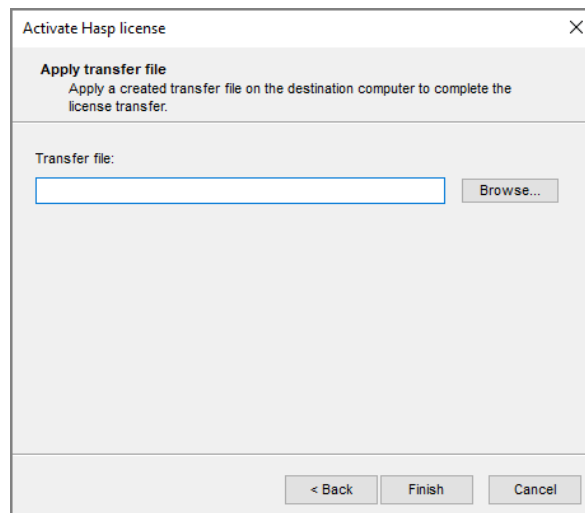 Activate Hasp license
Apply transfer file
Apply a created transfer file on the destination computer to complete the
license transfer.
Transfer file:
Browse...
< Back
Finish
Cancel